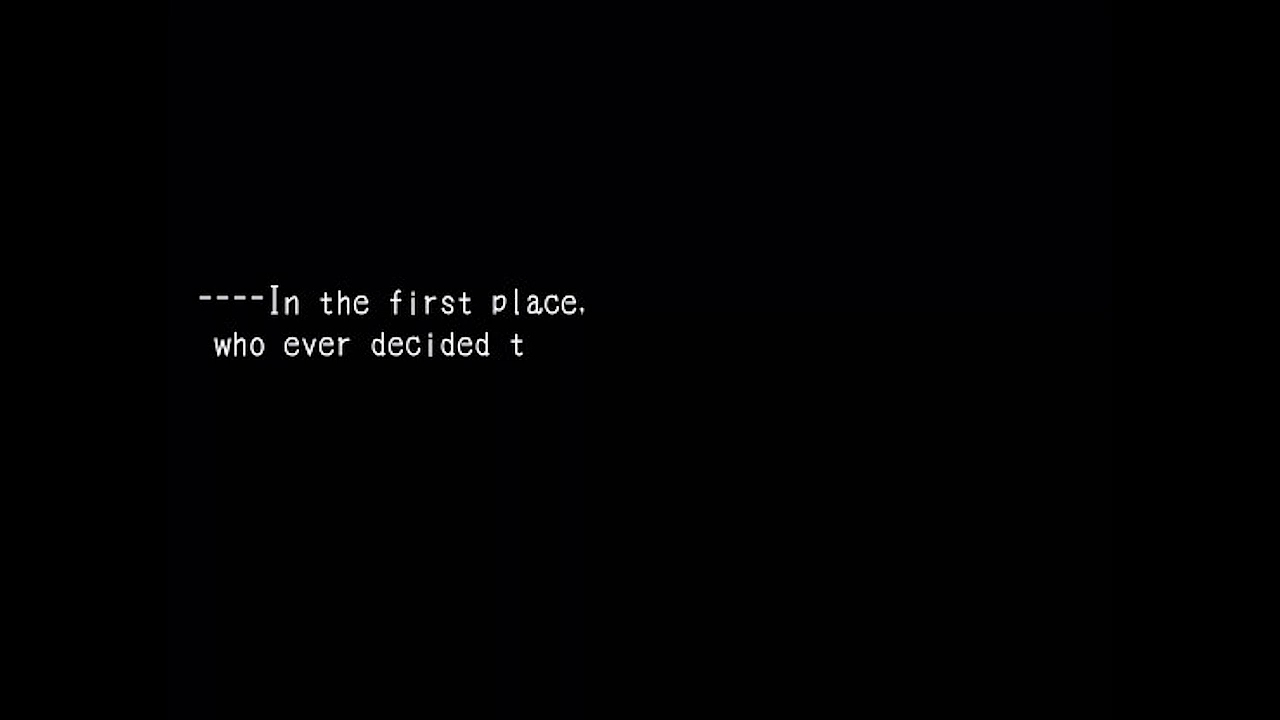 ----In the first place,
who ever decided t